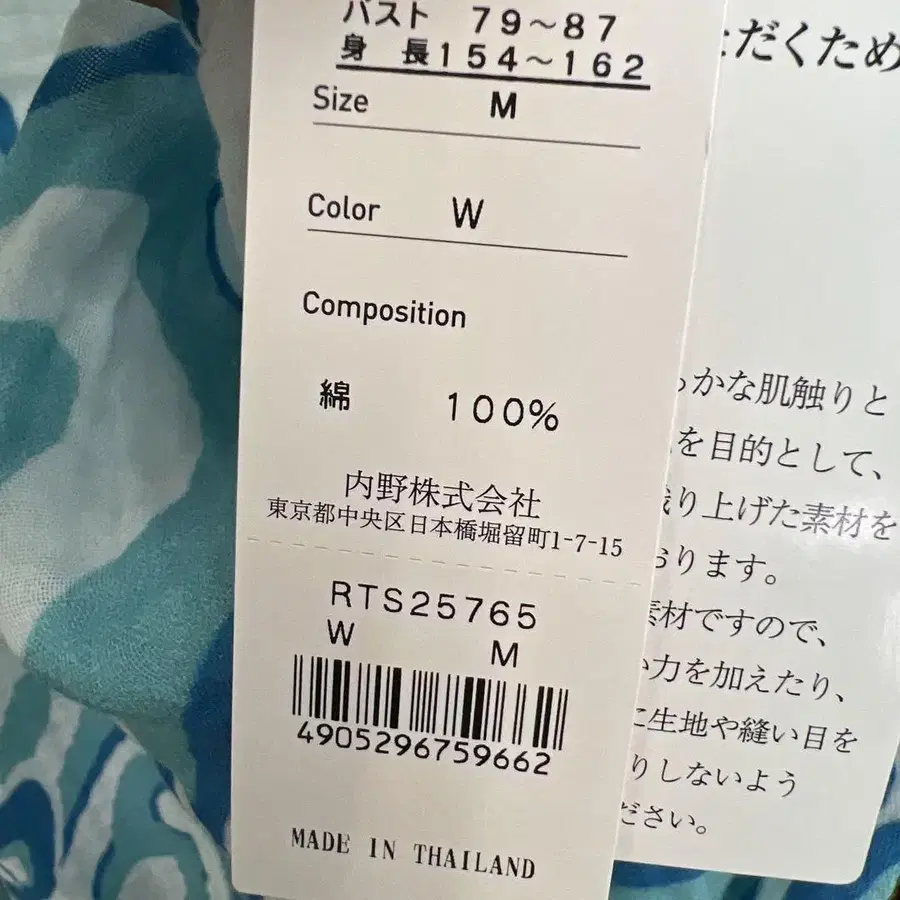 バスト 79～87
身 長154～162
Size M
Color W
Composition
綿 100%
内野株式会社
東京都中央区日本橋堀留町1-7-15
RTS25765
W M
4905296759662
MADE IN THAILAND
だくため
かな肌触りと
を目的として、
り上げた素材を
ります。
素材ですので、
力を加えたり、
に生地や縫い目を
りしないよう
ださい。